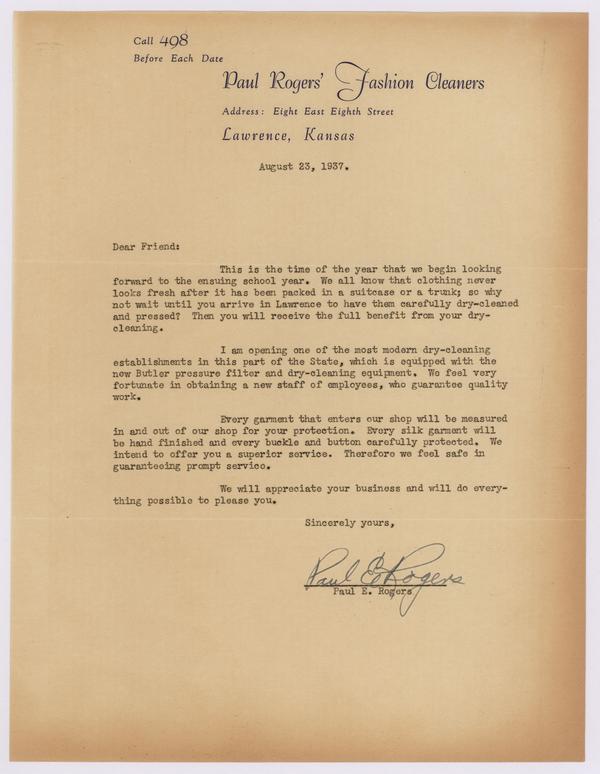 Call 498
Before Each Date
Paul Rogers' Fashion Cleaners
Address: Eight East Eighth Street
Lawrence, Kansas
August 23, 1937.
Dear Friend:
This is the time of the year that we begin looking
forward to the ensuing school year. We all know that clothing never
looks fresh after it has been packed in a suitcase or a trunk; so why
not wait until you arrive in Lawrence to have them carefully dry-cleaned
and pressed? Then you will receive the full benefit from your dry-
cleaning.
I am opening one of the most modern dry-cleaning
establishments in this part of the State, which is equipped with the
new Butler pressure filter and dry-cleaning equipment. We feel very
fortunate in obtaining a new staff of employees, who guarantee quality
work.
Every garment that enters our shop will be measured
in and out of our shop for your protection. Every silk garment will
be hand finished and every buckle and button carefully protected. We
intend to offer you a superior service. Therefore we feel safe in
guaranteeing prompt service.
We will appreciate your business and will do every-
thing possible to please you.
Sincerely yours,
Paul E. Rogers
Paul E. Rogers